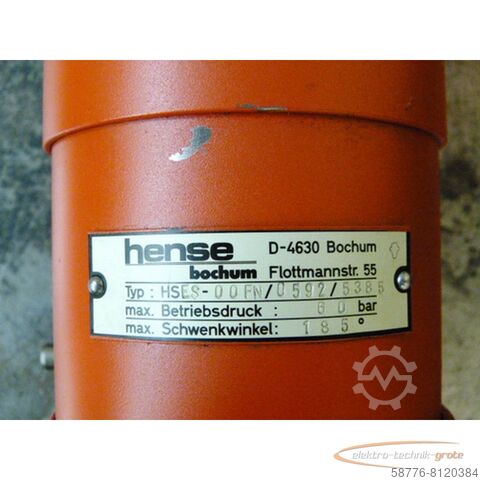 hense D-4630 Bochum
bochum Flottmannstr. 55
Typ: HSES-00FN/0592/5385
max. Betriebsdruck: 60 bar
max. Schwenkwinkel: 185°
elektro-technik-grote
58776-8120384